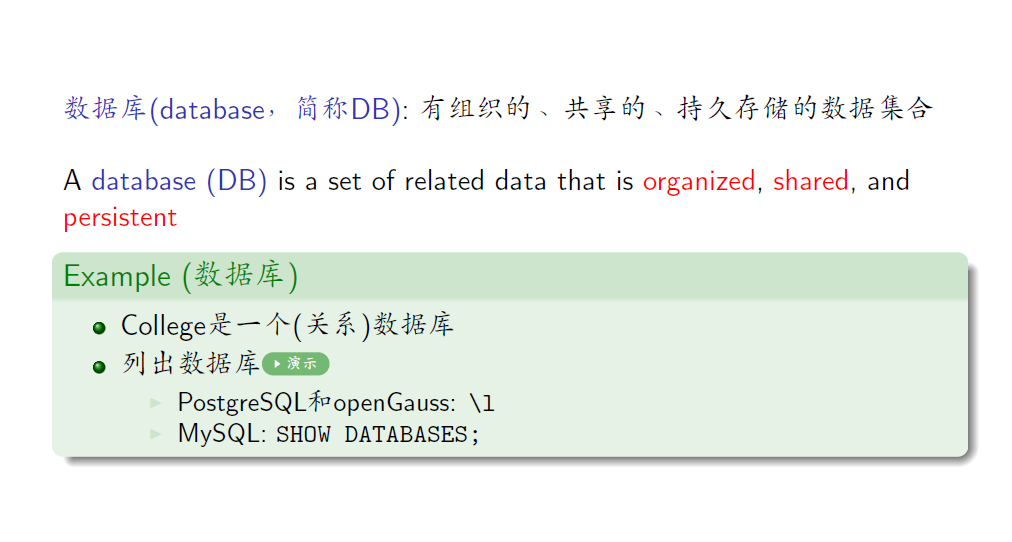 数据库(database，简称DB): 有组织的、共享的、持久存储的数据集合
A database (DB) is a set of related data that is organized, shared, and
persistent
Example (数据库)
College是一个(关系)数据库
列出数据库 演示
PostgreSQL和openGauss: \l
MySQL: SHOW DATABASES;